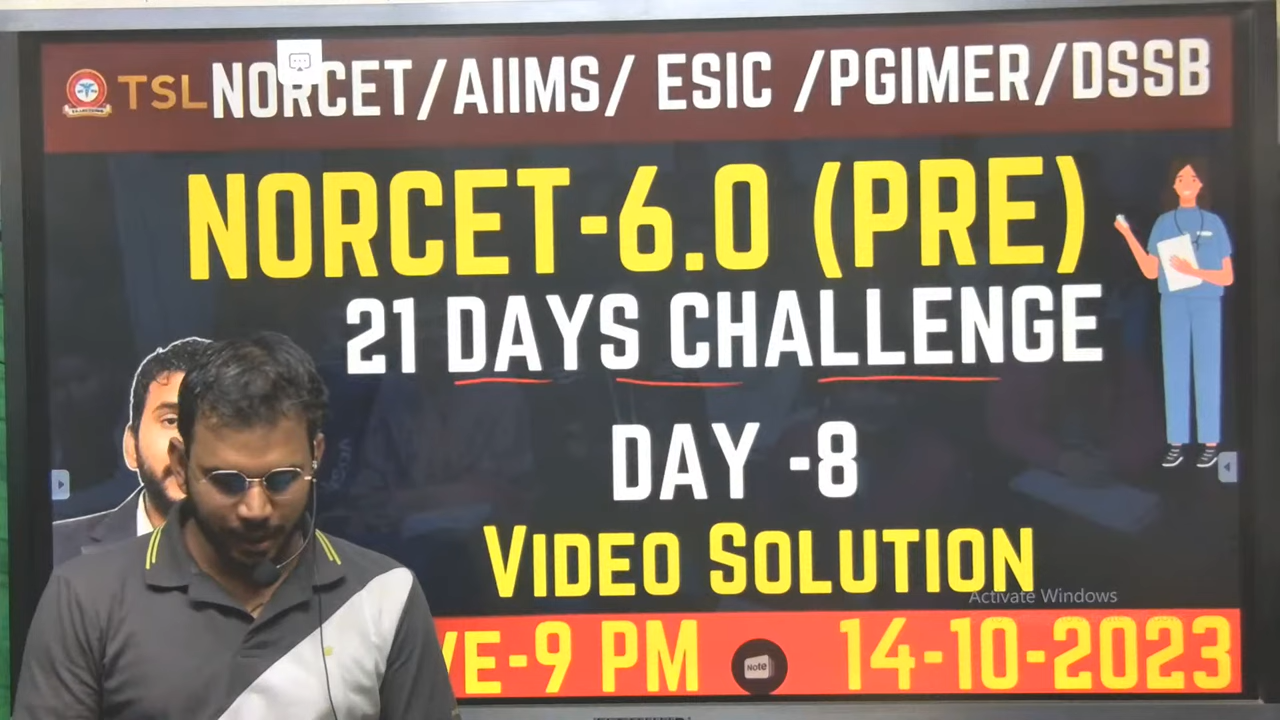 TSL NORCET/AIIMS/ ESIC /PGIMER/DSSB
NORCET-6.0 (PRE)
21 DAYS CHALLENGE
DAY -8
VIDEO SOLUTION
Activate Windows
VE-9 PM Note 14-10-2023